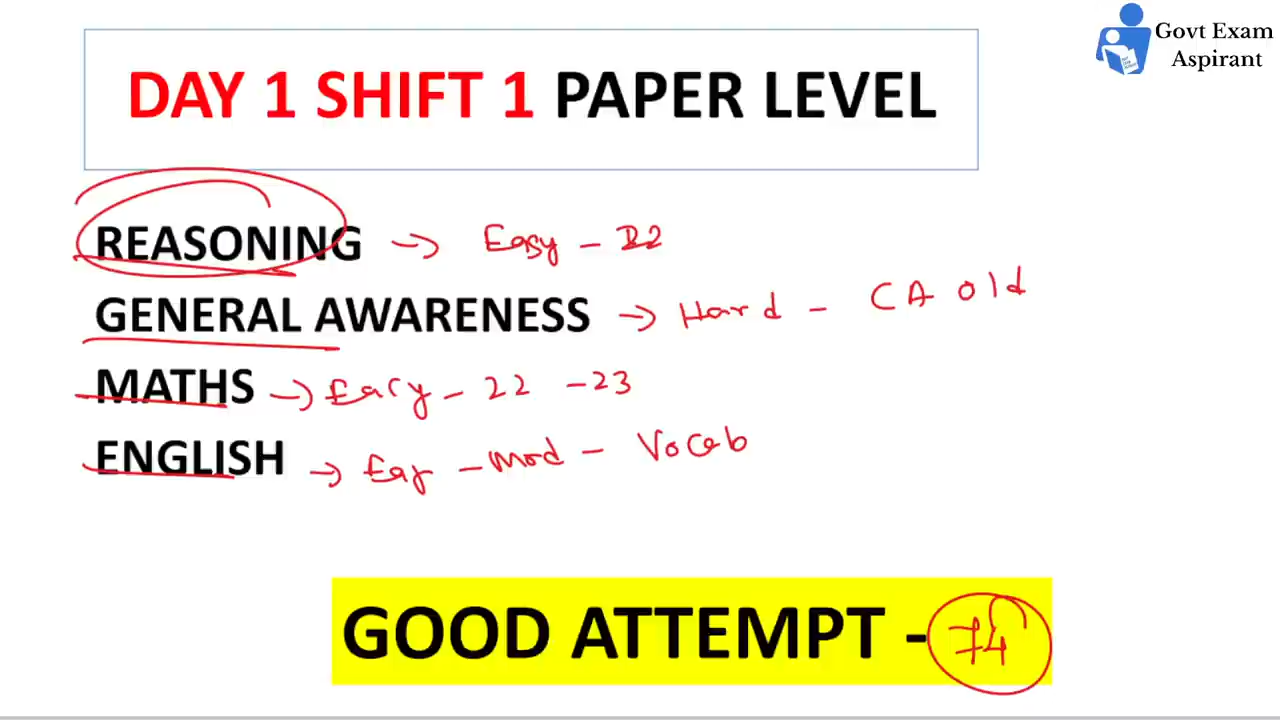 Govt Exam
Aspirant
DAY 1 SHIFT 1 PAPER LEVEL
REASONING → Easy - 22
GENERAL AWARENESS → Hard - CA old
MATHS → Easy - 22 - 23
ENGLISH → Easy - Mod - Vocab
GOOD ATTEMPT - 74